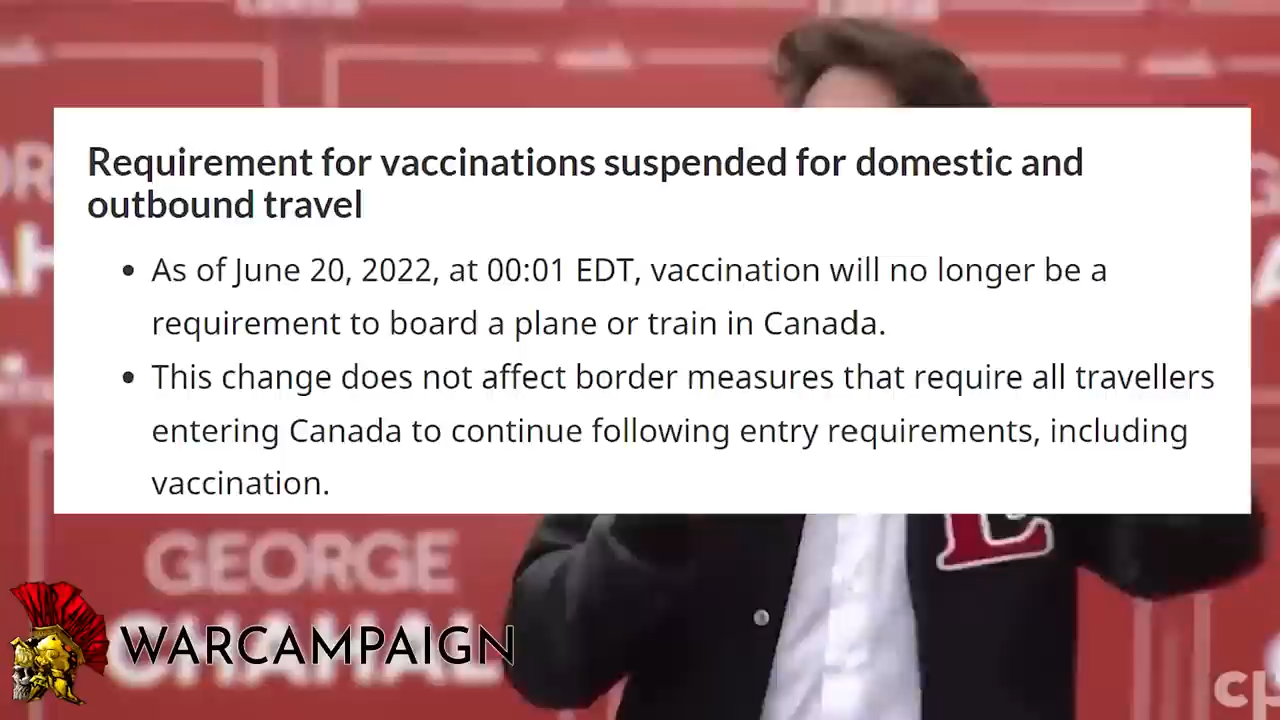 Requirement for vaccinations suspended for domestic and
outbound travel
• As of June 20, 2022, at 00:01 EDT, vaccination will no longer be a
requirement to board a plane or train in Canada.
• This change does not affect border measures that require all travellers
entering Canada to continue following entry requirements, including
vaccination.
E
GEORGE
CHAHAL
WARCAMPAIGN